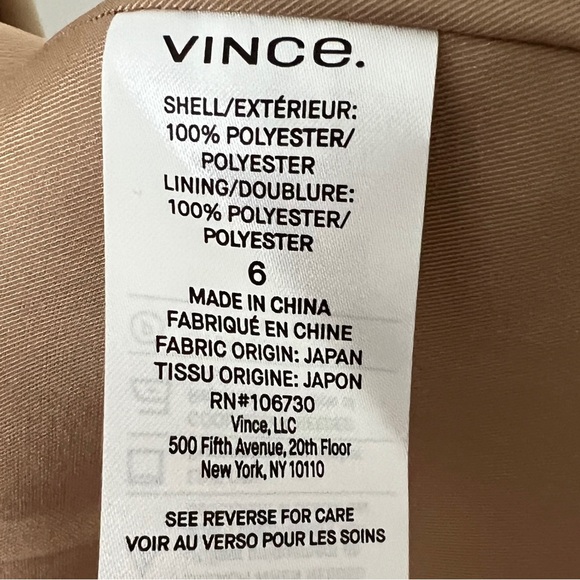 VINCe.
SHELL/EXTÉRIEUR:
100% POLYESTER/
POLYESTER
LINING/DOUBLURE:
100% POLYESTER/
POLYESTER
6
MADE IN CHINA
FABRIQUÉ EN CHINE
FABRIC ORIGIN: JAPAN
TISSU ORIGINE: JAPON
RN#106730
Vince, LLC
500 Fifth Avenue, 20th Floor
New York, NY 10110
SEE REVERSE FOR CARE
VOIR AU VERSO POUR LES SOINS